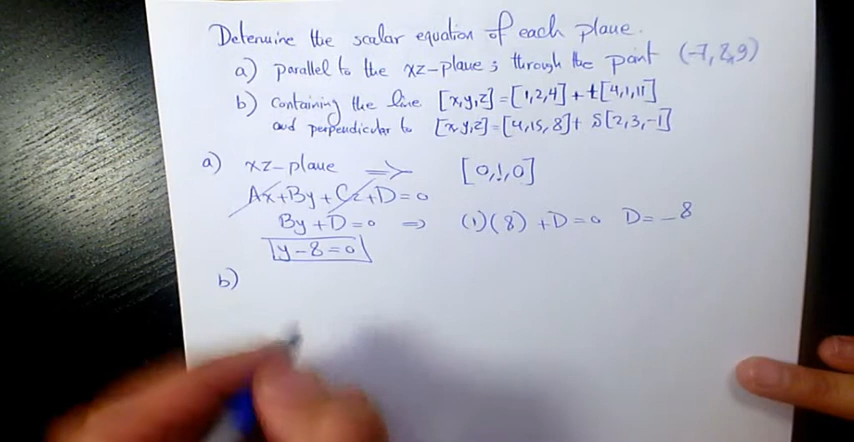 Determine the scalar equation of each plane.
a) parallel to the xz-plane & through the point (-7,8,9)
b) Containing the line [x,y,z]=[1,2,4]+t[4,1,11]
and perpendicular to [x,y,z]=[4,15,8]+s[2,3,-1]
a) xz-plane => [0,1,0]
Ax+By+Cz+D=0
By+D=0 => (1)(8)+D=0 D=-8
y-8=0
b)